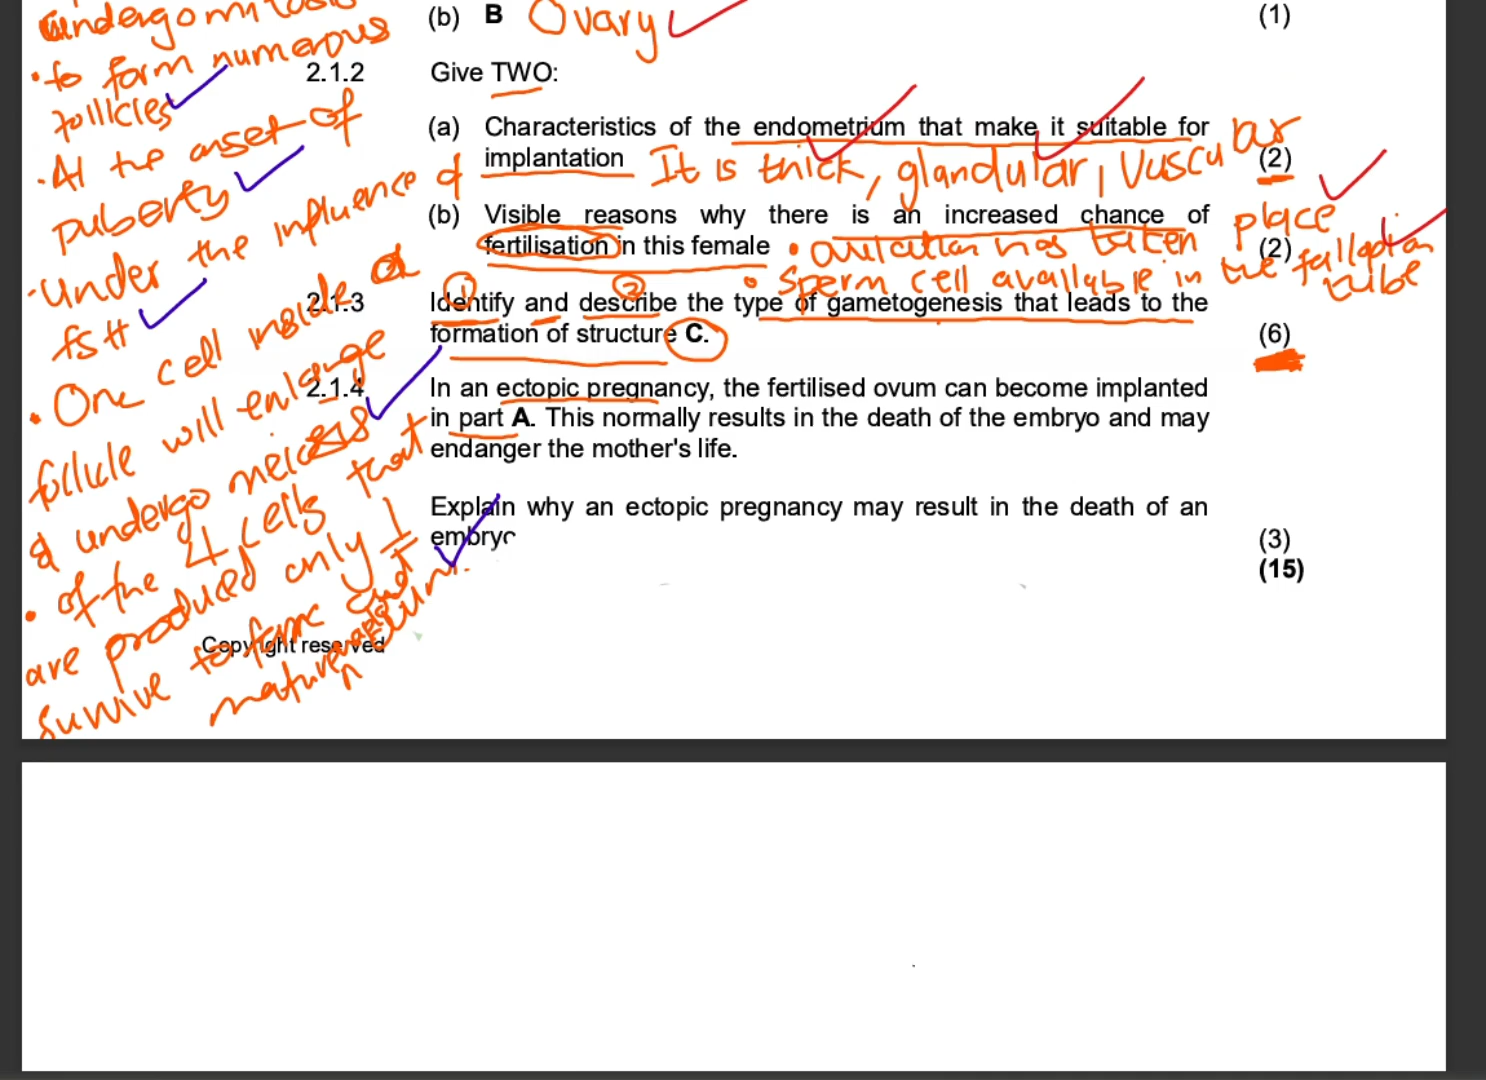 undergo mitosis
• to form numerous
follicles
• At the onset of
puberty
• Under the influence of
FSH
• One cell inside a
follicle will enlarge
& undergo meiosis
• Of the 4 cells that
are produced only 1
survive to form
mature ovum.
(b) B Ovary (1)
2.1.2 Give TWO:
(a) Characteristics of the endometrium that make it suitable for
implantation It is thick, glandular, Vascular (2)
(b) Visible reasons why there is an increased chance of
fertilisation in this female • ovulation has taken place (2)
• Sperm cell available in the fallopian
tube
2.1.3 Identify and describe the type of gametogenesis that leads to the
① ②
formation of structure C. (6)
2.1.4 In an ectopic pregnancy, the fertilised ovum can become implanted
in part A. This normally results in the death of the embryo and may
endanger the mother's life.
Explain why an ectopic pregnancy may result in the death of an
embryo (3)
(15)
Copyright reserved